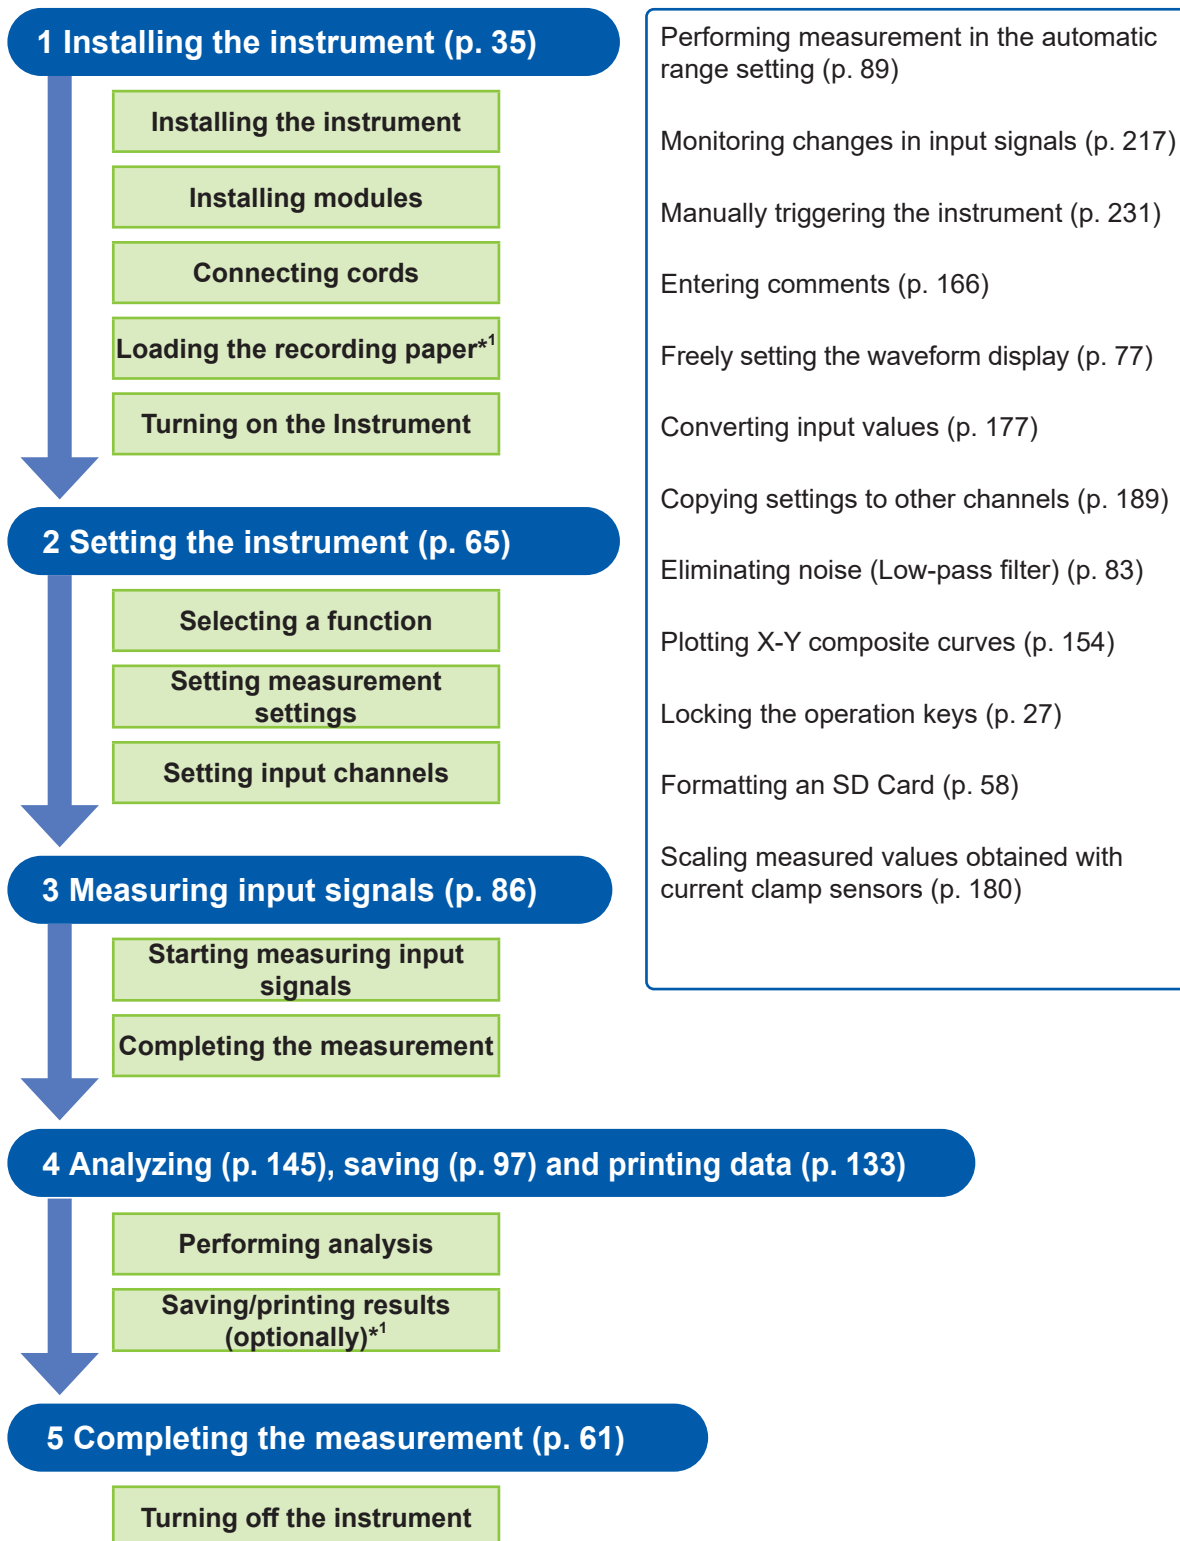 1 Installing the instrument (p. 35)
Installing the instrument
Installing modules
Connecting cords
Loading the recording paper*1
Turning on the Instrument
2 Setting the instrument (p. 65)
Selecting a function
Setting measurement
settings
Setting input channels
3 Measuring input signals (p. 86)
Starting measuring input
signals
Completing the measurement
4 Analyzing (p. 145), saving (p. 97) and printing data (p. 133)
Performing analysis
Saving/printing results
(optionally)*1
5 Completing the measurement (p. 61)
Turning off the instrument
Performing measurement in the automatic
range setting (p. 89)
Monitoring changes in input signals (p. 217)
Manually triggering the instrument (p. 231)
Entering comments (p. 166)
Freely setting the waveform display (p. 77)
Converting input values (p. 177)
Copying settings to other channels (p. 189)
Eliminating noise (Low-pass filter) (p. 83)
Plotting X-Y composite curves (p. 154)
Locking the operation keys (p. 27)
Formatting an SD Card (p. 58)
Scaling measured values obtained with
current clamp sensors (p. 180)